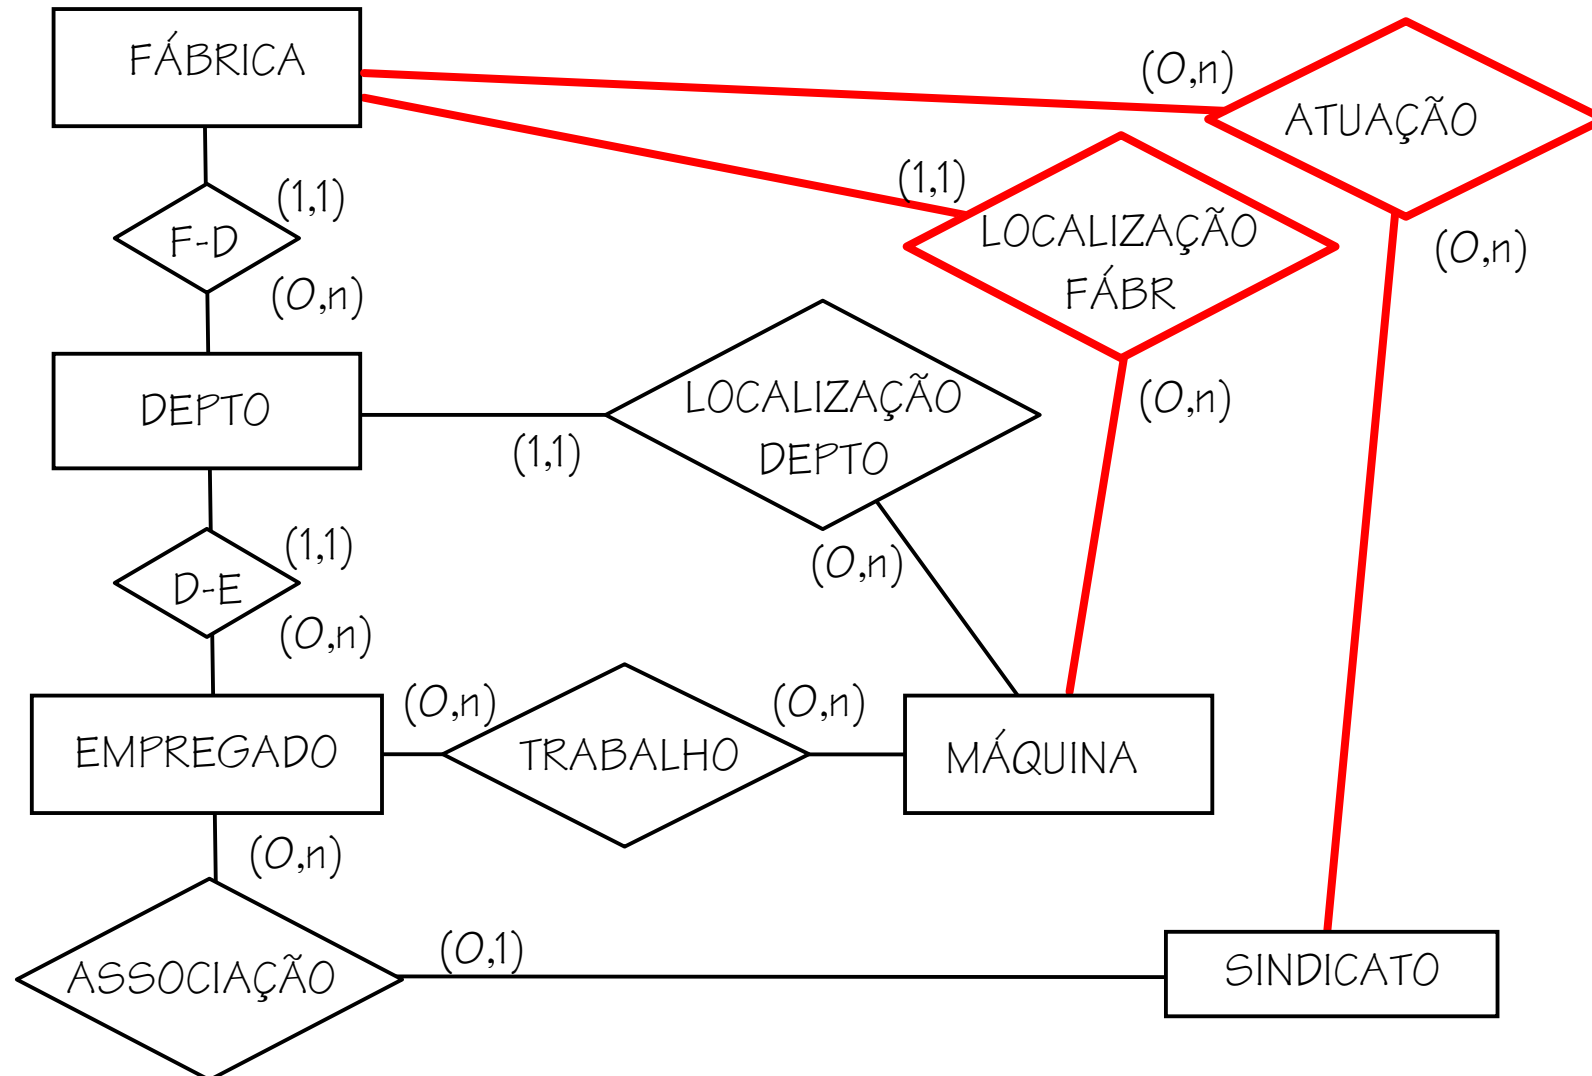 FÁBRICA
(0,n)
ATUAÇÃO
(1,1)
(1,1)
LOCALIZAÇÃO
FÁBR
F-D
(0,n)
(0,n)
DEPTO
LOCALIZAÇÃO
DEPTO
(0,n)
(1,1)
(1,1)
(0,n)
D-E
(0,n)
(0,n)
(0,n)
EMPREGADO
TRABALHO
MÁQUINA
(0,n)
(0,1)
ASSOCIAÇÃO
SINDICATO